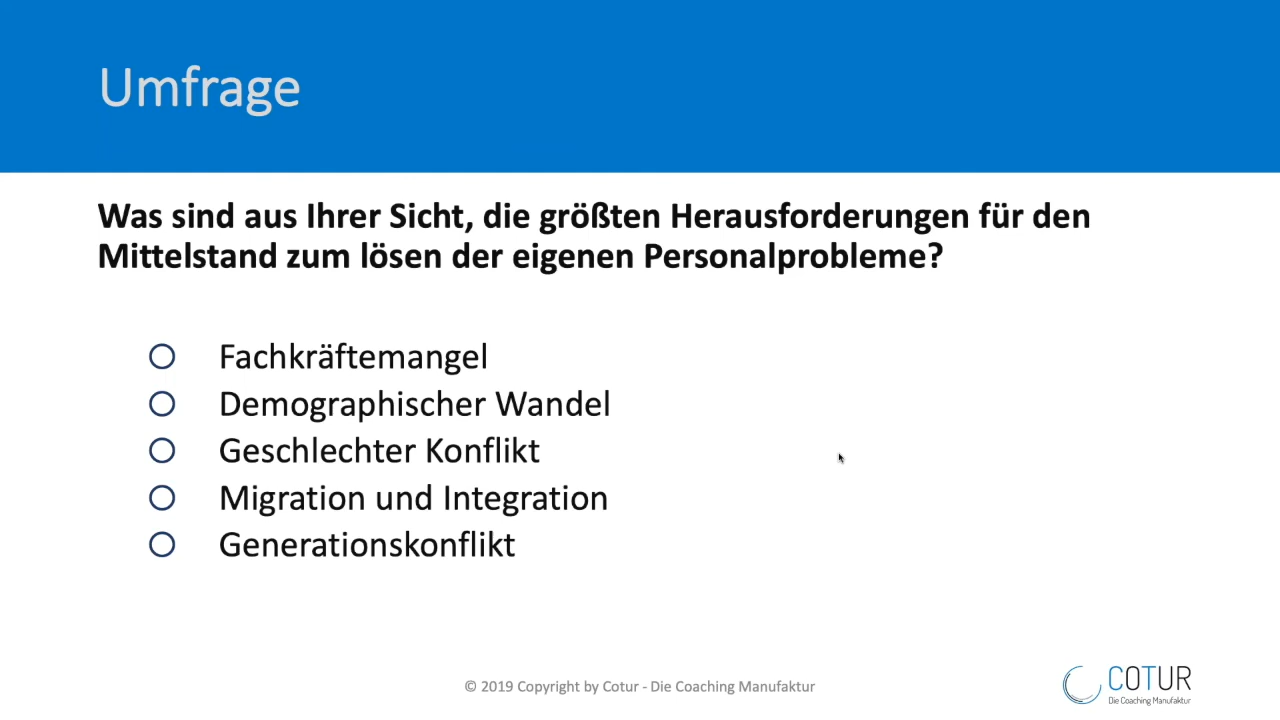 Umfrage
Was sind aus Ihrer Sicht, die größten Herausforderungen für den
Mittelstand zum lösen der eigenen Personalprobleme?
Fachkräftemangel
Demographischer Wandel
Geschlechter Konflikt
Migration und Integration
Generationskonflikt
© 2019 Copyright by Cotur - Die Coaching Manufaktur
COTUR
Die Coaching Manufaktur